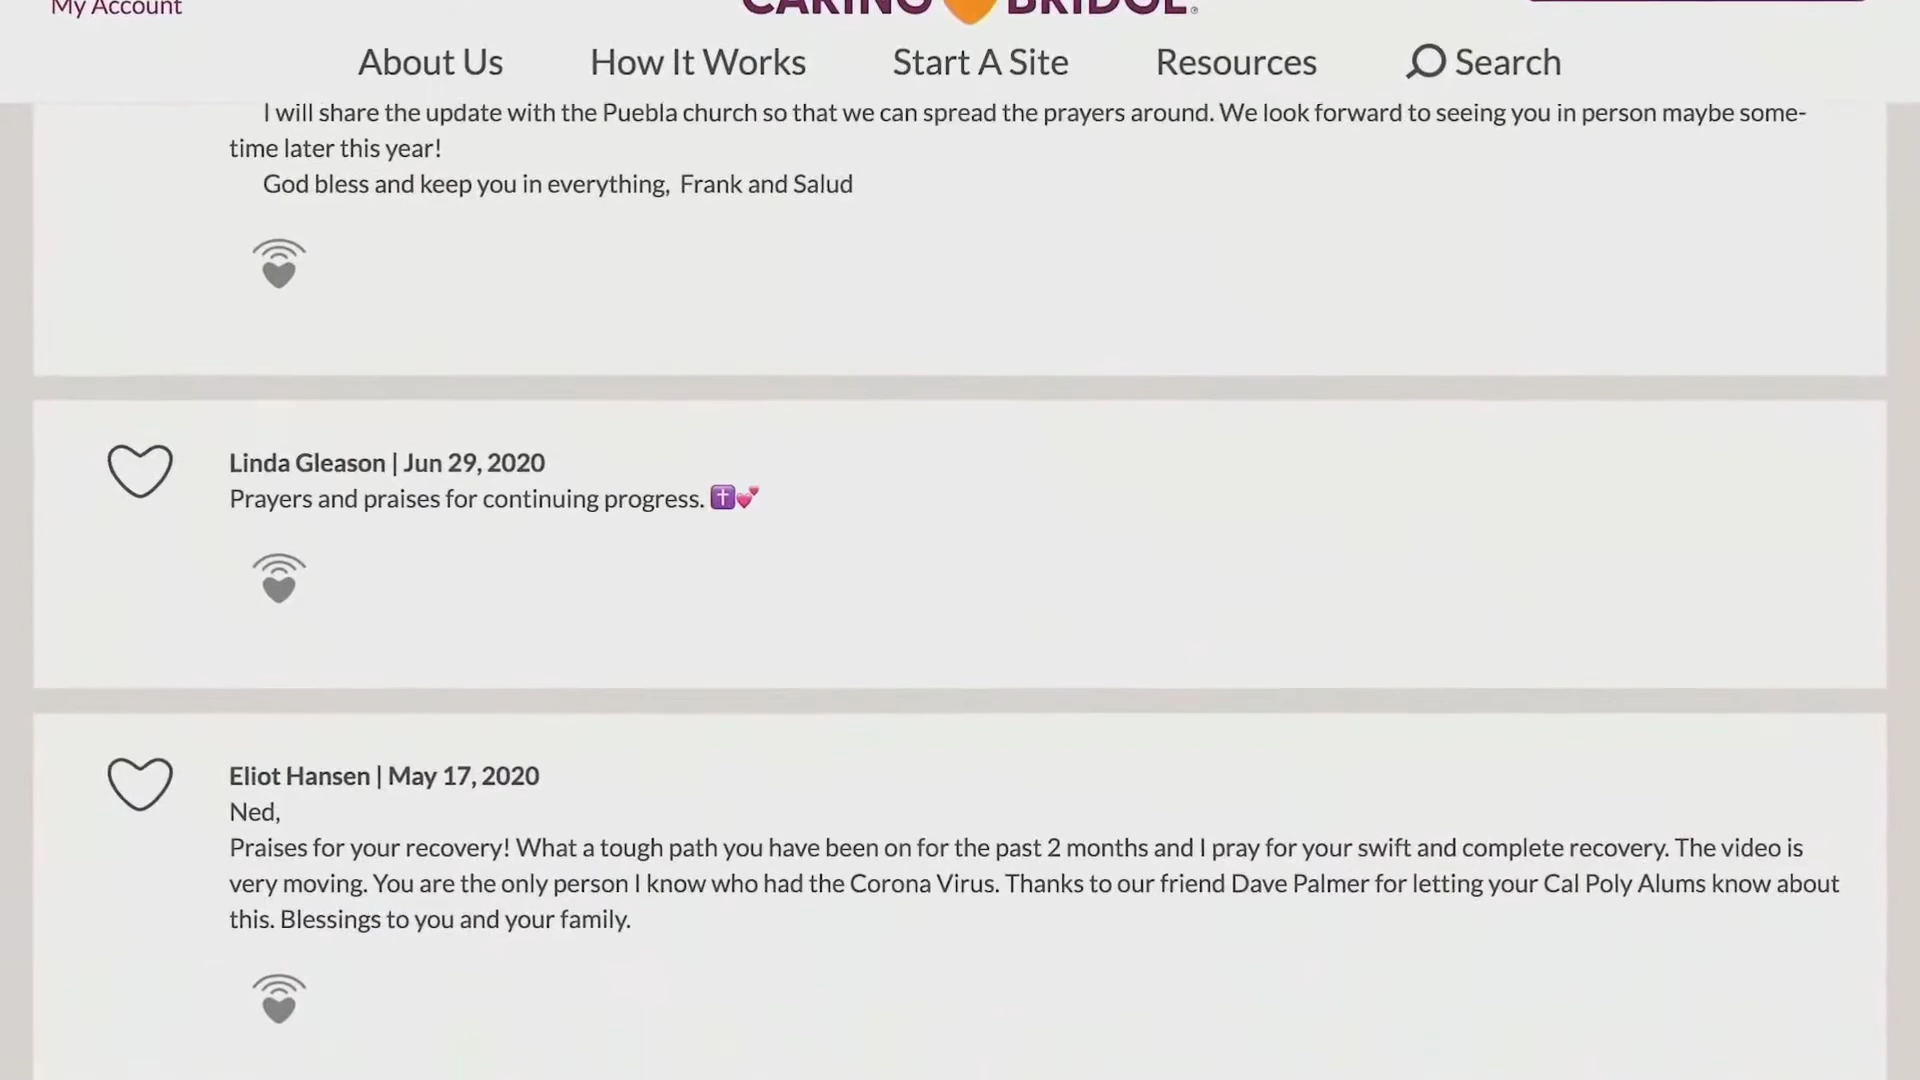 My Account
CARING BRIDGE
About Us How It Works Start A Site Resources Search
I will share the update with the Puebla church so that we can spread the prayers around. We look forward to seeing you in person maybe some-
time later this year!
God bless and keep you in everything, Frank and Salud
Linda Gleason | Jun 29, 2020
Prayers and praises for continuing progress. ✝️💕
Eliot Hansen | May 17, 2020
Ned,
Praises for your recovery! What a tough path you have been on for the past 2 months and I pray for your swift and complete recovery. The video is
very moving. You are the only person I know who had the Corona Virus. Thanks to our friend Dave Palmer for letting your Cal Poly Alums know about
this. Blessings to you and your family.